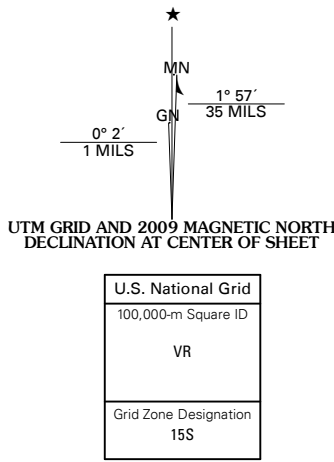 ★
MN
1° 57´
35 MILS
GN
0° 2´
1 MILS
UTM GRID AND 2009 MAGNETIC NORTH
DECLINATION AT CENTER OF SHEET
U.S. National Grid
100,000-m Square ID
VR
Grid Zone Designation
15S